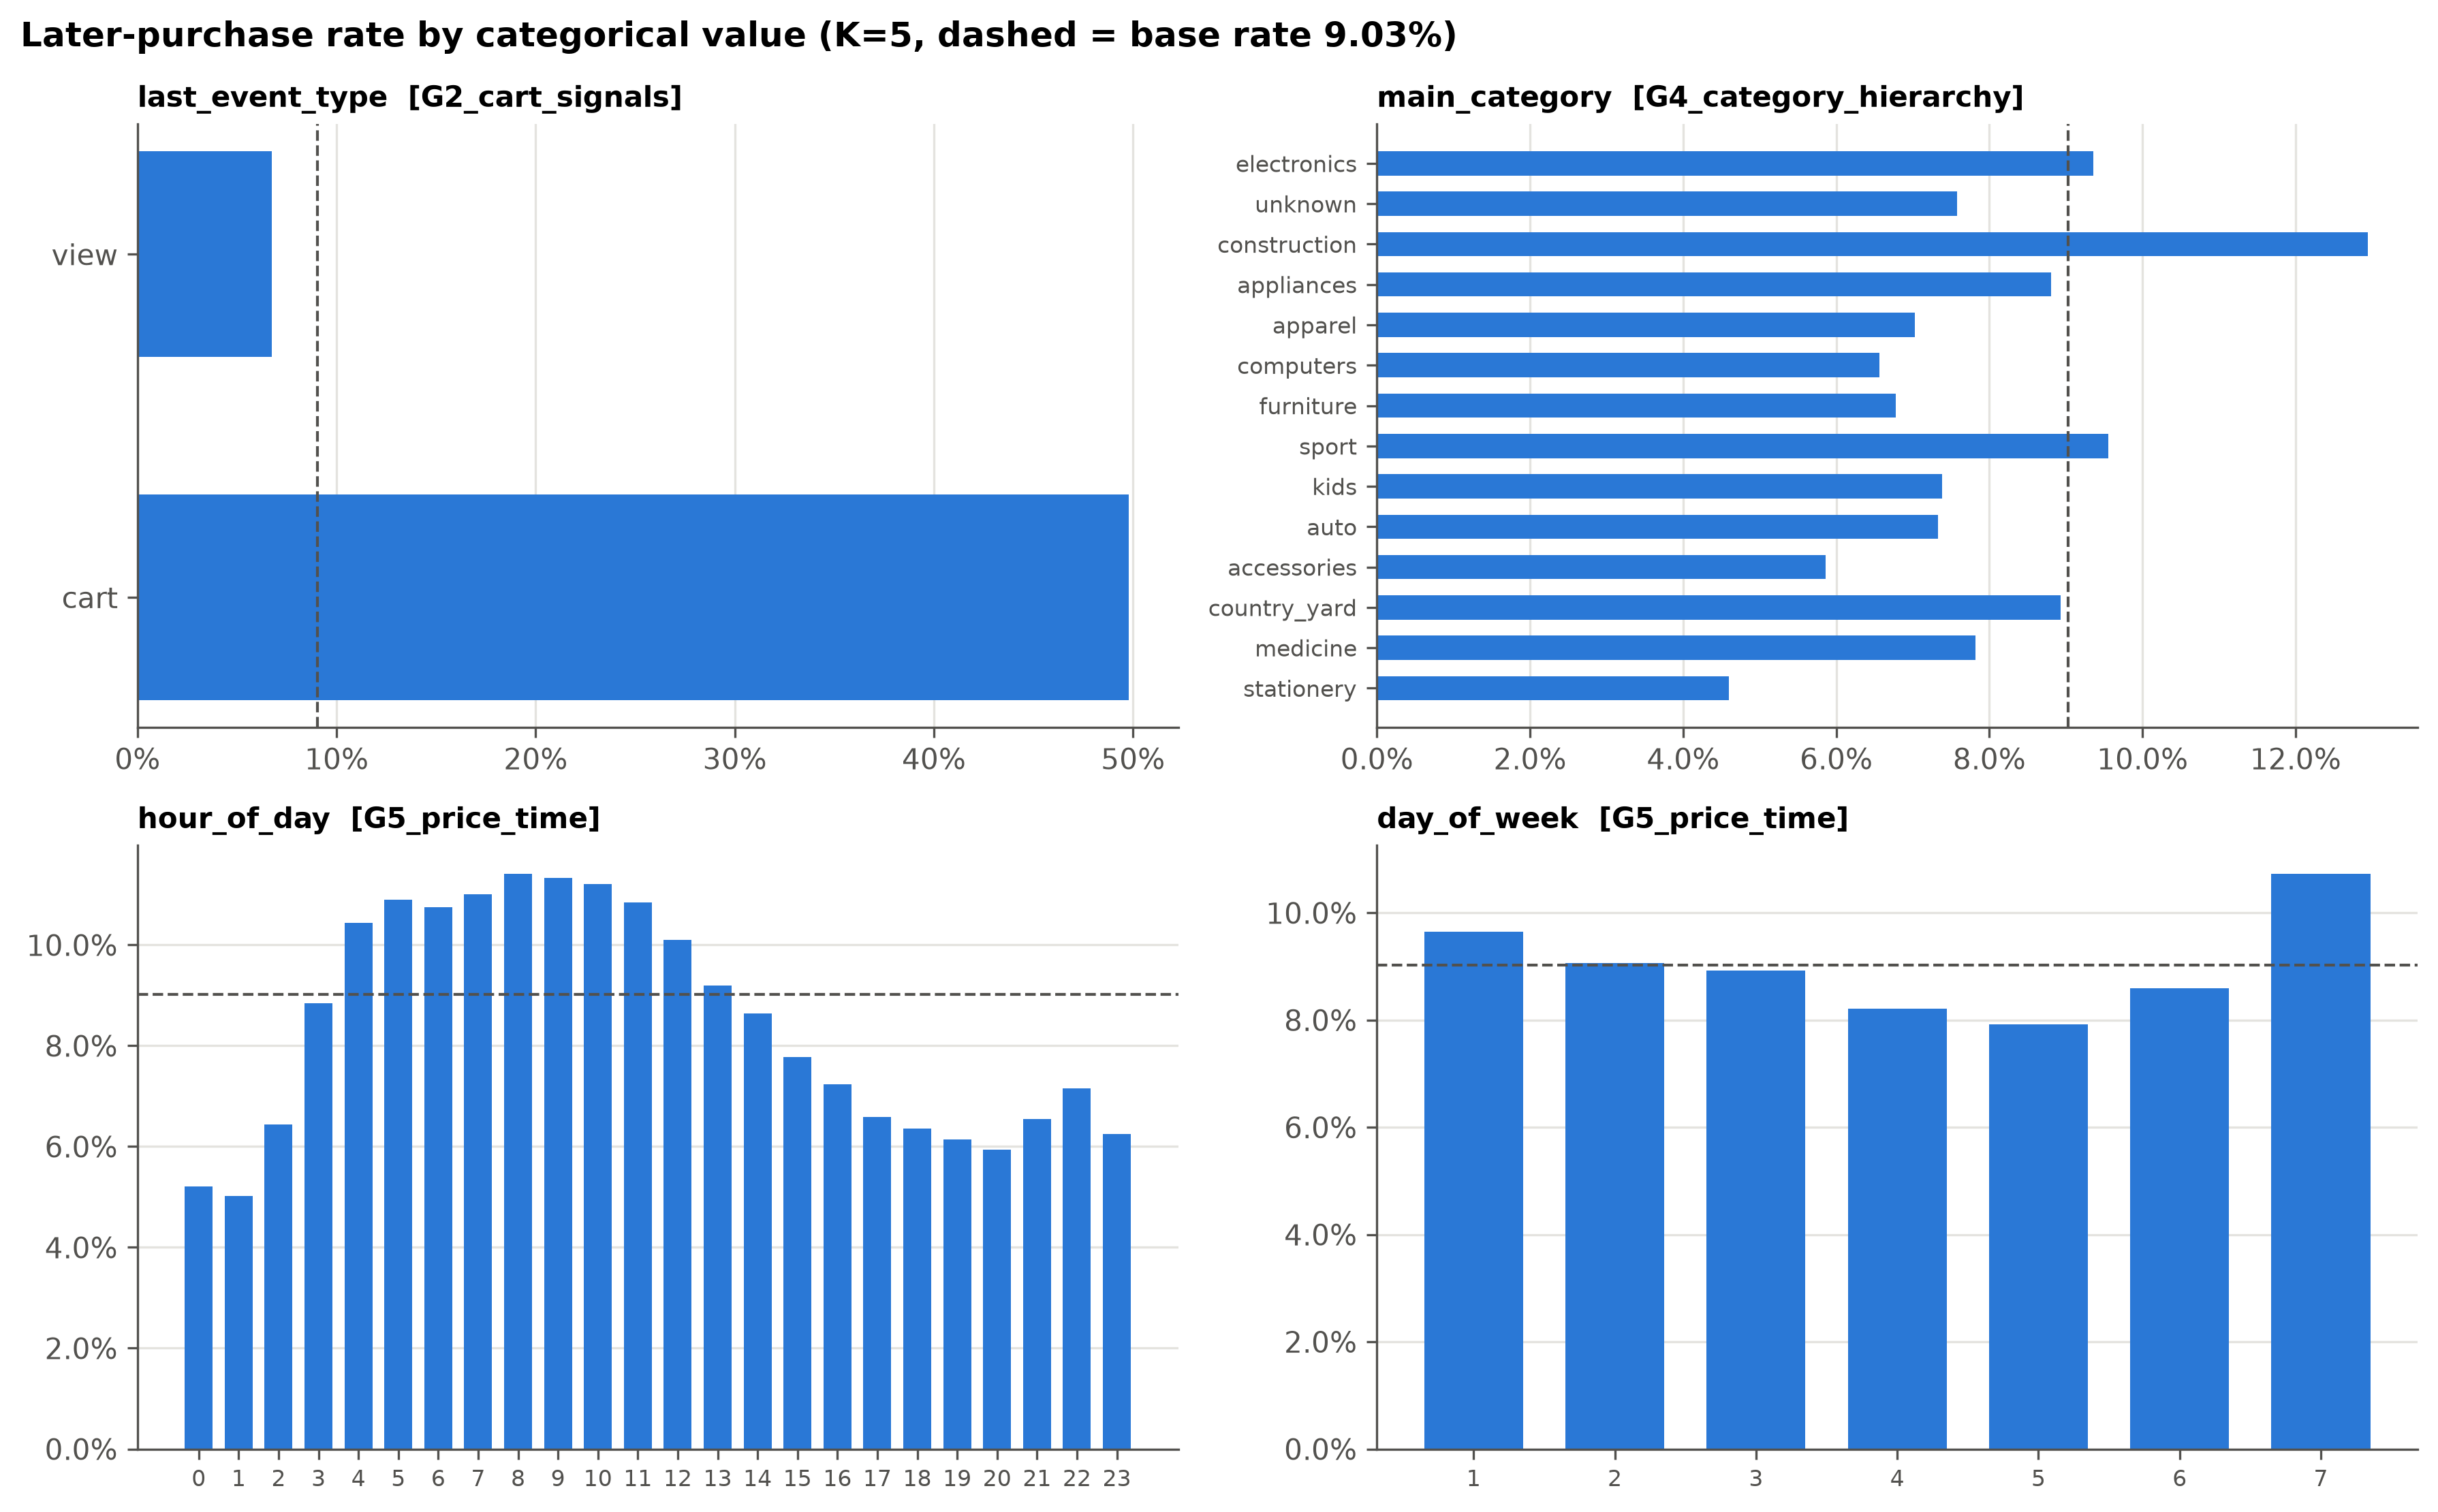 Later-purchase rate by categorical value (K=5, dashed = base rate 9.03%)
last_event_type [G2_cart_signals]
view
cart
0% 10% 20% 30% 40% 50%
main_category [G4_category_hierarchy]
electronics
unknown
construction
appliances
apparel
computers
furniture
sport
kids
auto
accessories
country_yard
medicine
stationery
0.0% 2.0% 4.0% 6.0% 8.0% 10.0% 12.0%
hour_of_day [G5_price_time]
10.0%
8.0%
6.0%
4.0%
2.0%
0.0%
0 1 2 3 4 5 6 7 8 9 10 11 12 13 14 15 16 17 18 19 20 21 22 23
day_of_week [G5_price_time]
10.0%
8.0%
6.0%
4.0%
2.0%
0.0%
1 2 3 4 5 6 7